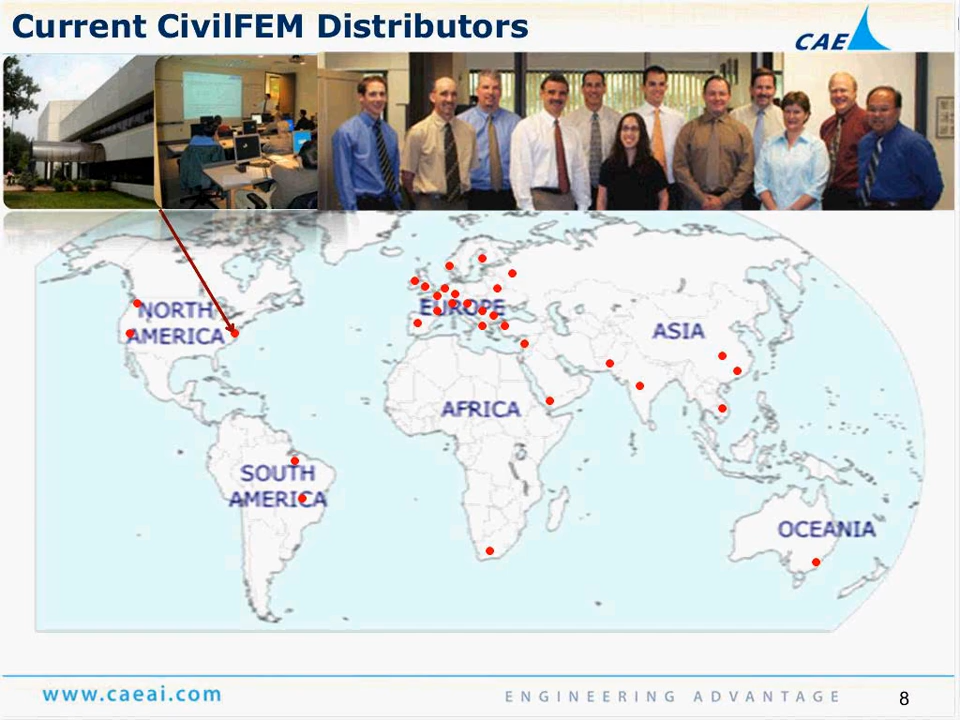 Current CivilFEM Distributors
CAE
NORTH
AMERICA
EUROPE
ASIA
AFRICA
SOUTH
AMERICA
OCEANIA
www.caeai.com
ENGINEERING ADVANTAGE
8